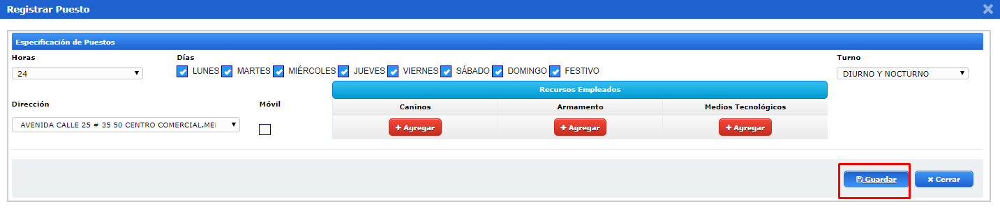 Registrar Puesto
Especificación de Puestos
Horas Días Turno
24 LUNES MARTES MIÉRCOLES JUEVES VIERNES SÁBADO DOMINGO FESTIVO DIURNO Y NOCTURNO
Recursos Empleados
Dirección Móvil Caninos Armamento Medios Tecnológicos
AVENIDA CALLE 25 # 35 50 CENTRO COMERCIAL,MEI Agregar Agregar Agregar
Guardar Cerrar